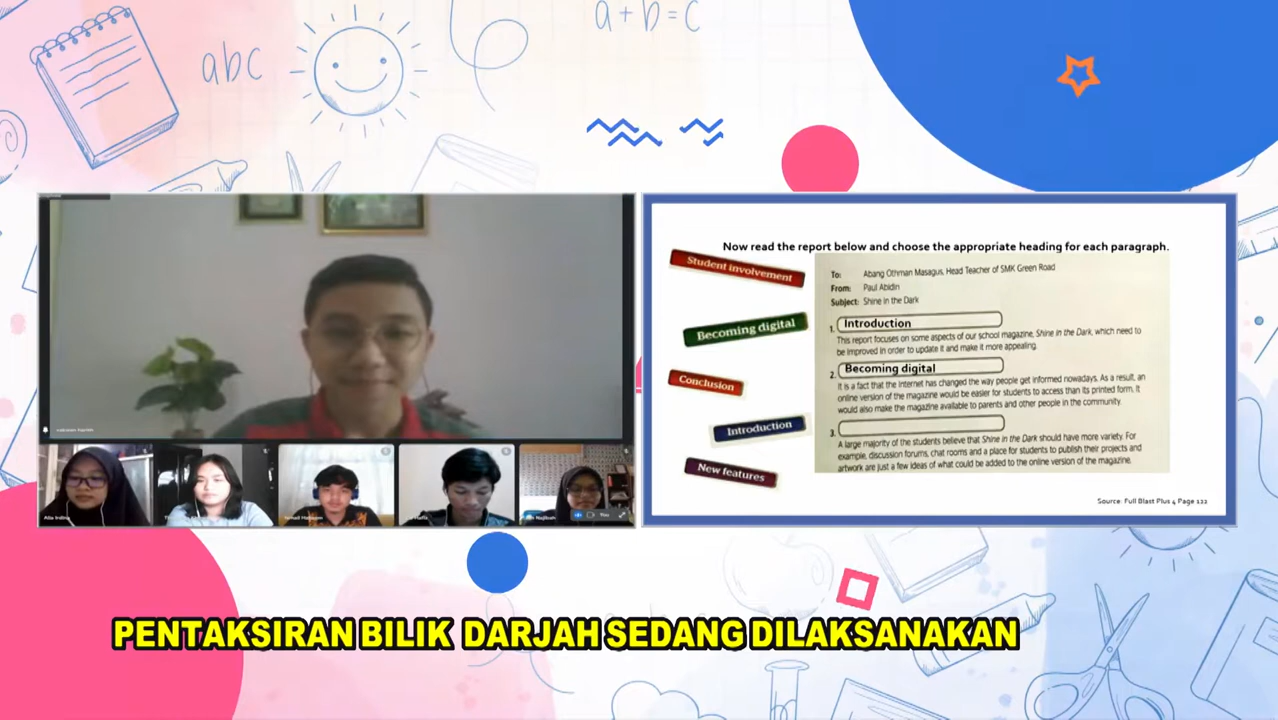 a+b=c
abc
Now read the report below and choose the appropriate heading for each paragraph.
Student involvement
Becoming digital
Conclusion
Introduction
New features
To: Abang Othman Masagus, Head Teacher of SMK Green Road
From: Paul Abidin
Subject: Shine in the Dark
1. Introduction
This report focuses on some aspects of our school magazine, Shine in the Dark, which need to
be improved in order to update it and make it more appealing.
2. Becoming digital
It is a fact that the Internet has changed the way people get informed nowadays. As a result, an
online version of the magazine would be easier for students to access than its printed form. It
would also make the magazine available to parents and other people in the community.
3.
A large majority of the students believe that Shine in the Dark should have more variety. For
example, discussion forums, chat rooms and a place for students to publish their projects and
artwork are just a few ideas of what could be added to the online version of the magazine.
Source: Full Blast Plus 4 Page 122
You
PENTAKSIRAN BILIK DARJAH SEDANG DILAKSANAKAN